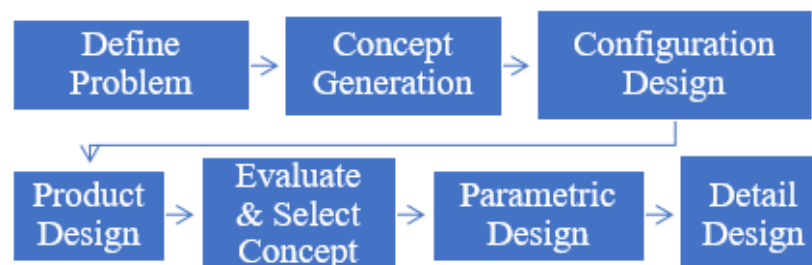 Define
Problem
Concept
Generation
Configuration
Design
Product
Design
Evaluate
& Select
Concept
Parametric
Design
Detail
Design